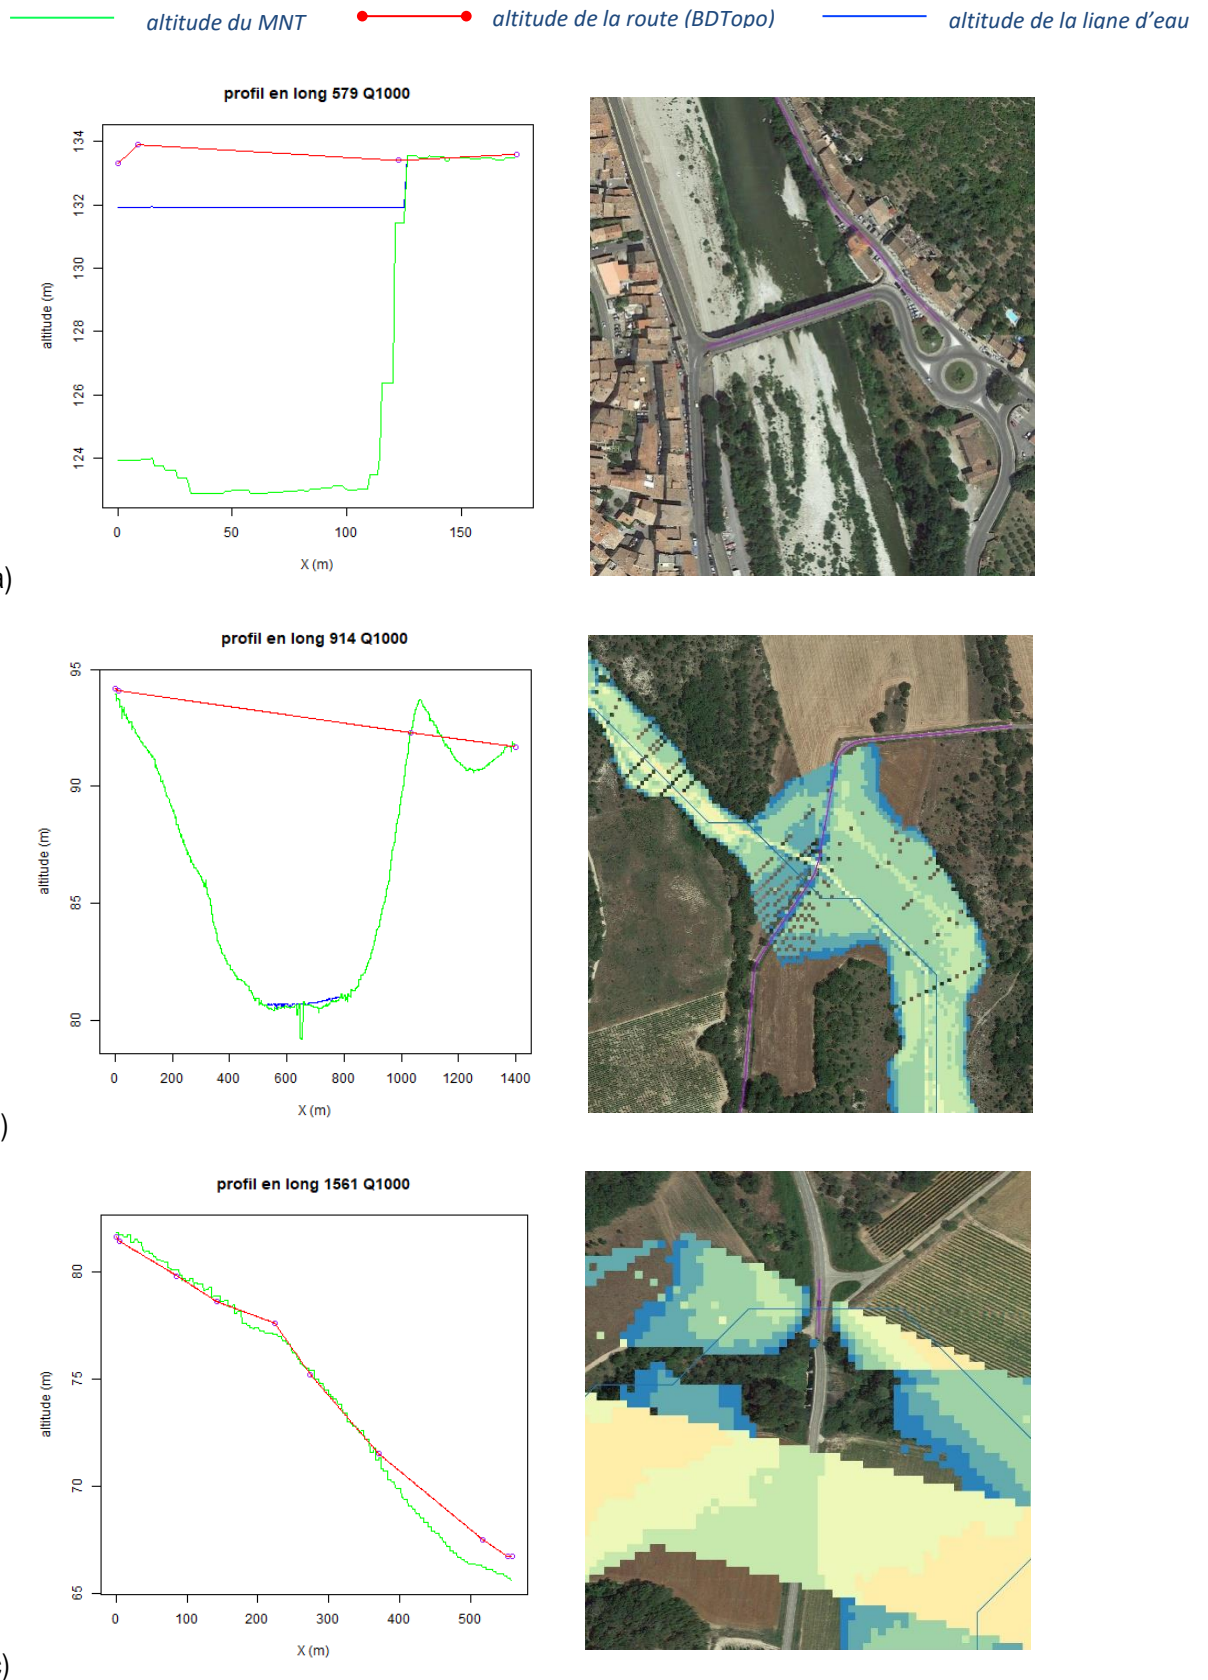 altitude du MNT altitude de la route (BDTopo) altitude de la ligne d'eau
profil en long 579 Q1000
134
132
130
128
126
124
altitude (m)
0 50 100 150
X (m)
a)
profil en long 914 Q1000
95
90
85
80
altitude (m)
0 200 400 600 800 1000 1200 1400
X (m)
)
profil en long 1561 Q1000
80
75
70
65
altitude (m)
0 100 200 300 400 500
X (m)
c)